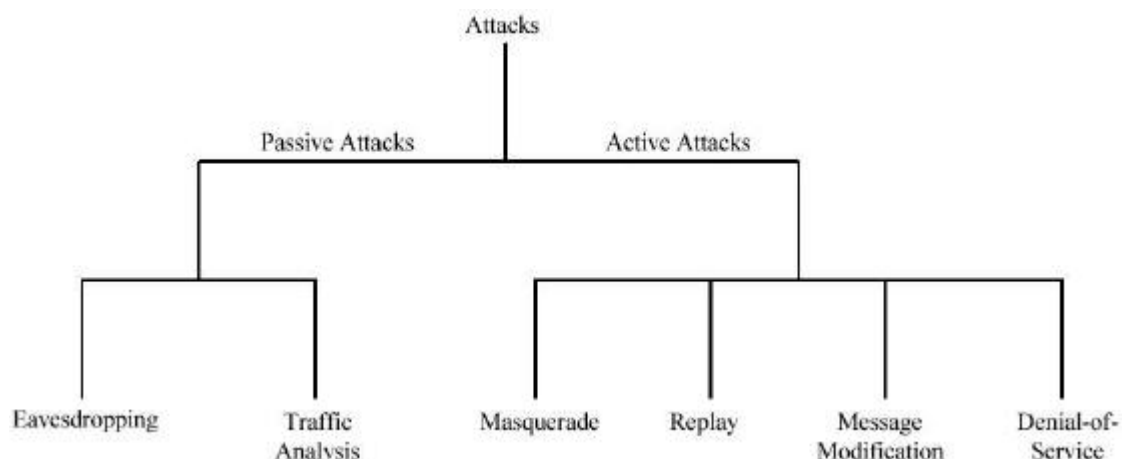 Attacks
Passive Attacks
Active Attacks
Eavesdropping
Traffic
Analysis
Masquerade
Replay
Message
Modification
Denial-of-
Service